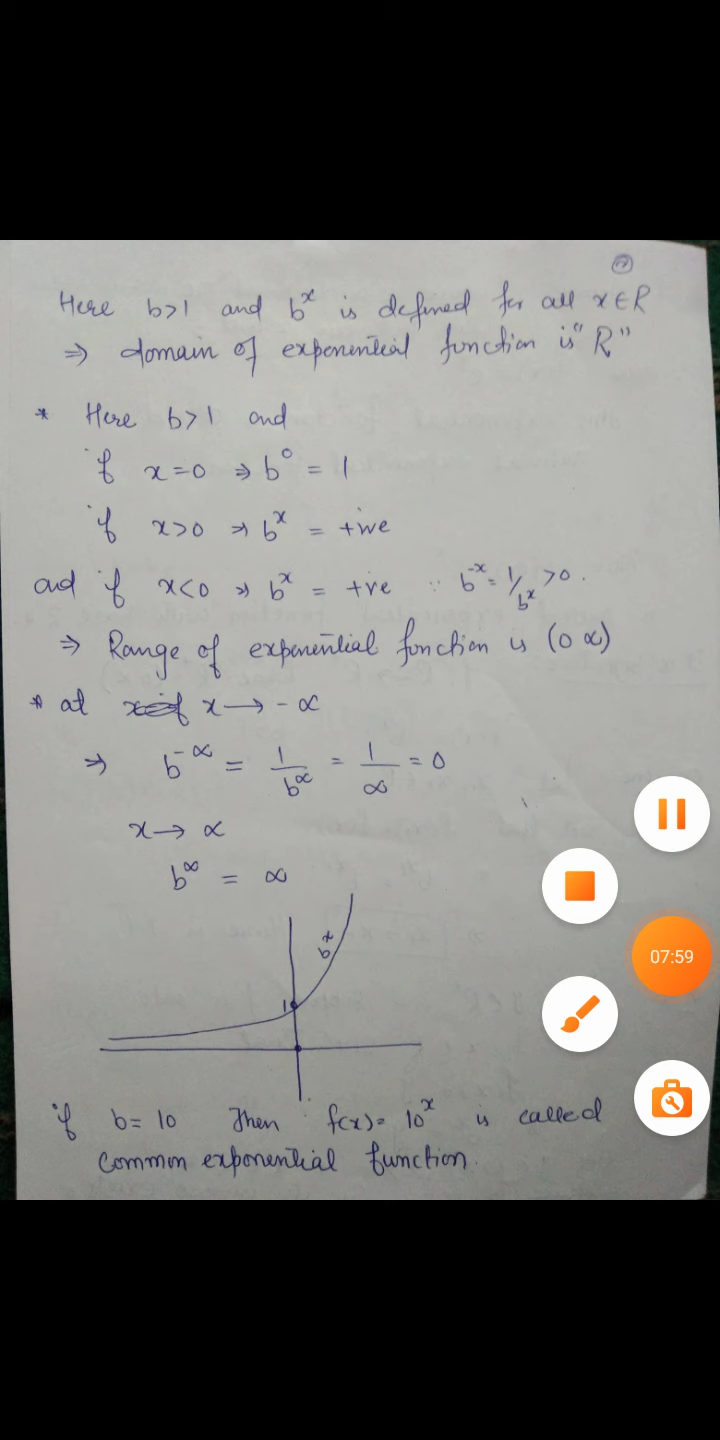 Here b>1 and b^x is defined for all x∈R
⇒ domain of exponential function is "R"
* Here b>1 and
if x=0 ⇒ b^0 = 1
if x>0 ⇒ b^x = +ive
and if x<0 ⇒ b^x = +ve ∵ b^-x = 1/b^x >0.
⇒ Range of exponential function is (0 ∝)
* at x → -∝
⇒ b^-∝ = 1/b^∝ = 1/∞ = 0
x → ∝
b^∞ = ∞
b^x
1
if b= 10 Then f(x)= 10^x is called
Common exponential function.
07:59